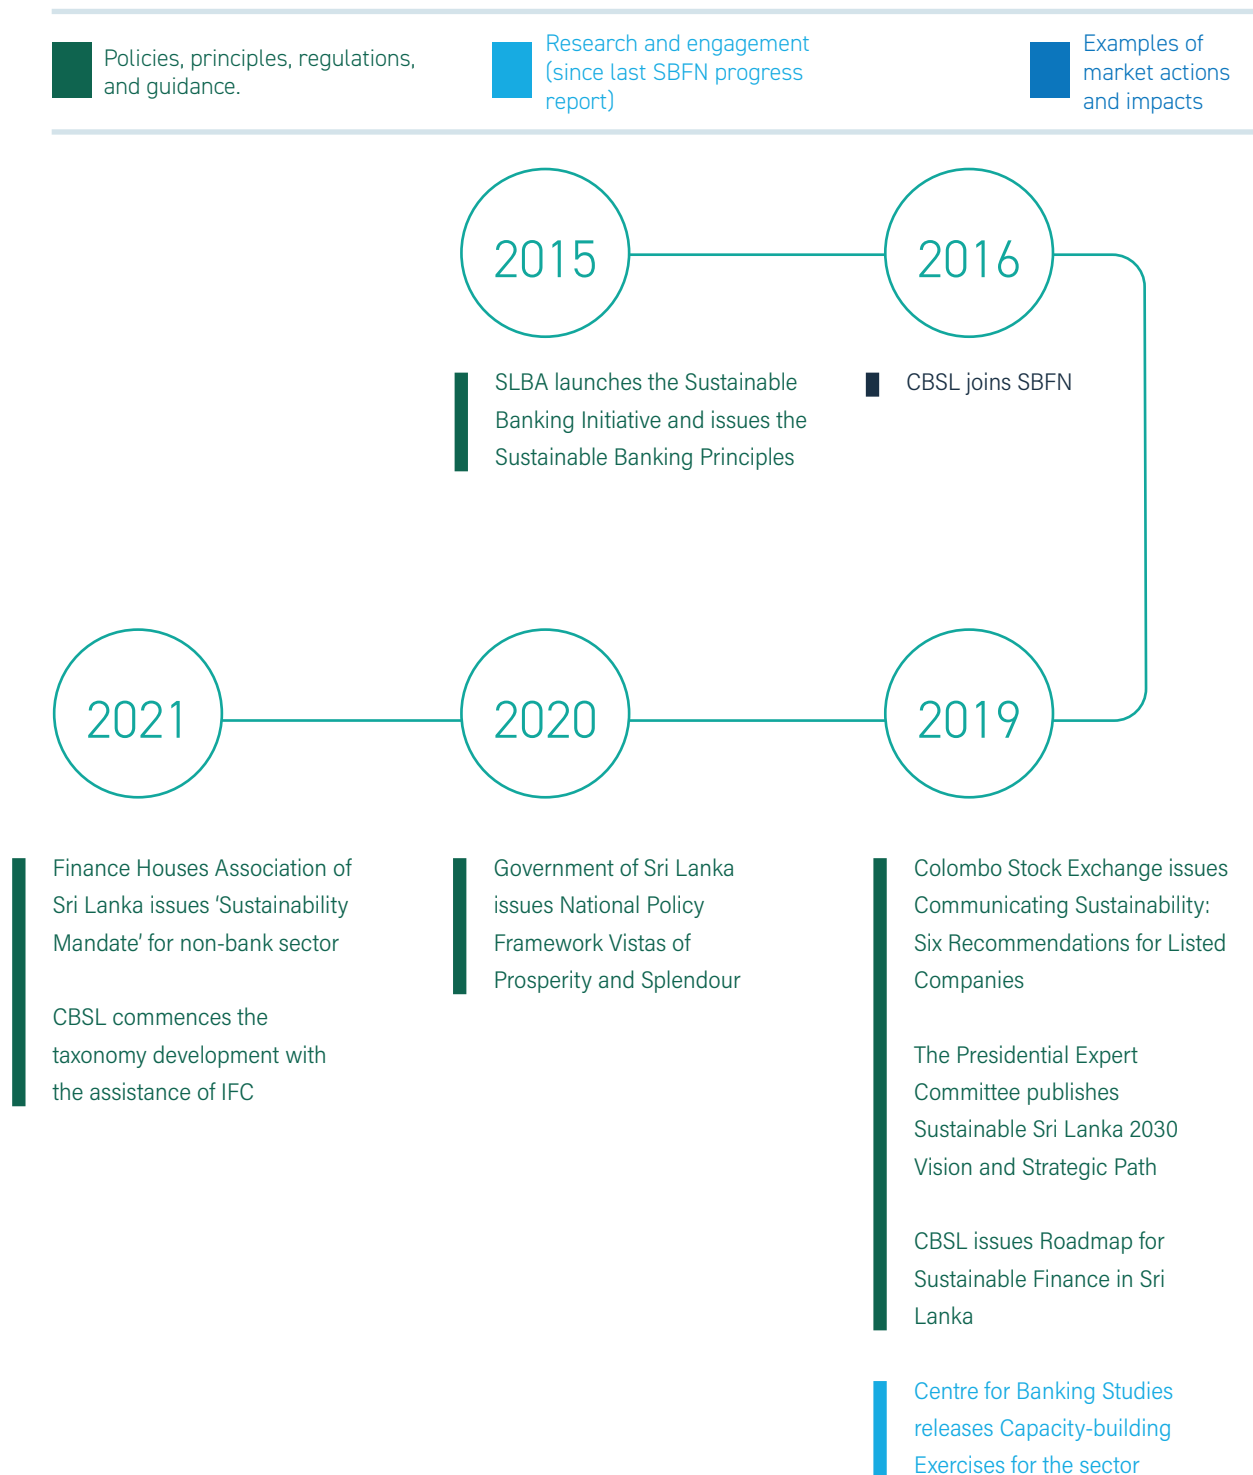 Policies, principles, regulations,
and guidance.
Research and engagement
(since last SBFN progress
report)
Examples of
market actions
and impacts
2015
2016
SLBA launches the Sustainable
Banking Initiative and issues the
Sustainable Banking Principles
CBSL joins SBFN
2021
2020
2019
Finance Houses Association of
Sri Lanka issues ‘Sustainability
Mandate’ for non-bank sector
CBSL commences the
taxonomy development with
the assistance of IFC
Government of Sri Lanka
issues National Policy
Framework Vistas of
Prosperity and Splendour
Colombo Stock Exchange issues
Communicating Sustainability:
Six Recommendations for Listed
Companies
The Presidential Expert
Committee publishes
Sustainable Sri Lanka 2030
Vision and Strategic Path
CBSL issues Roadmap for
Sustainable Finance in Sri
Lanka
Centre for Banking Studies
releases Capacity-building
Exercises for the sector